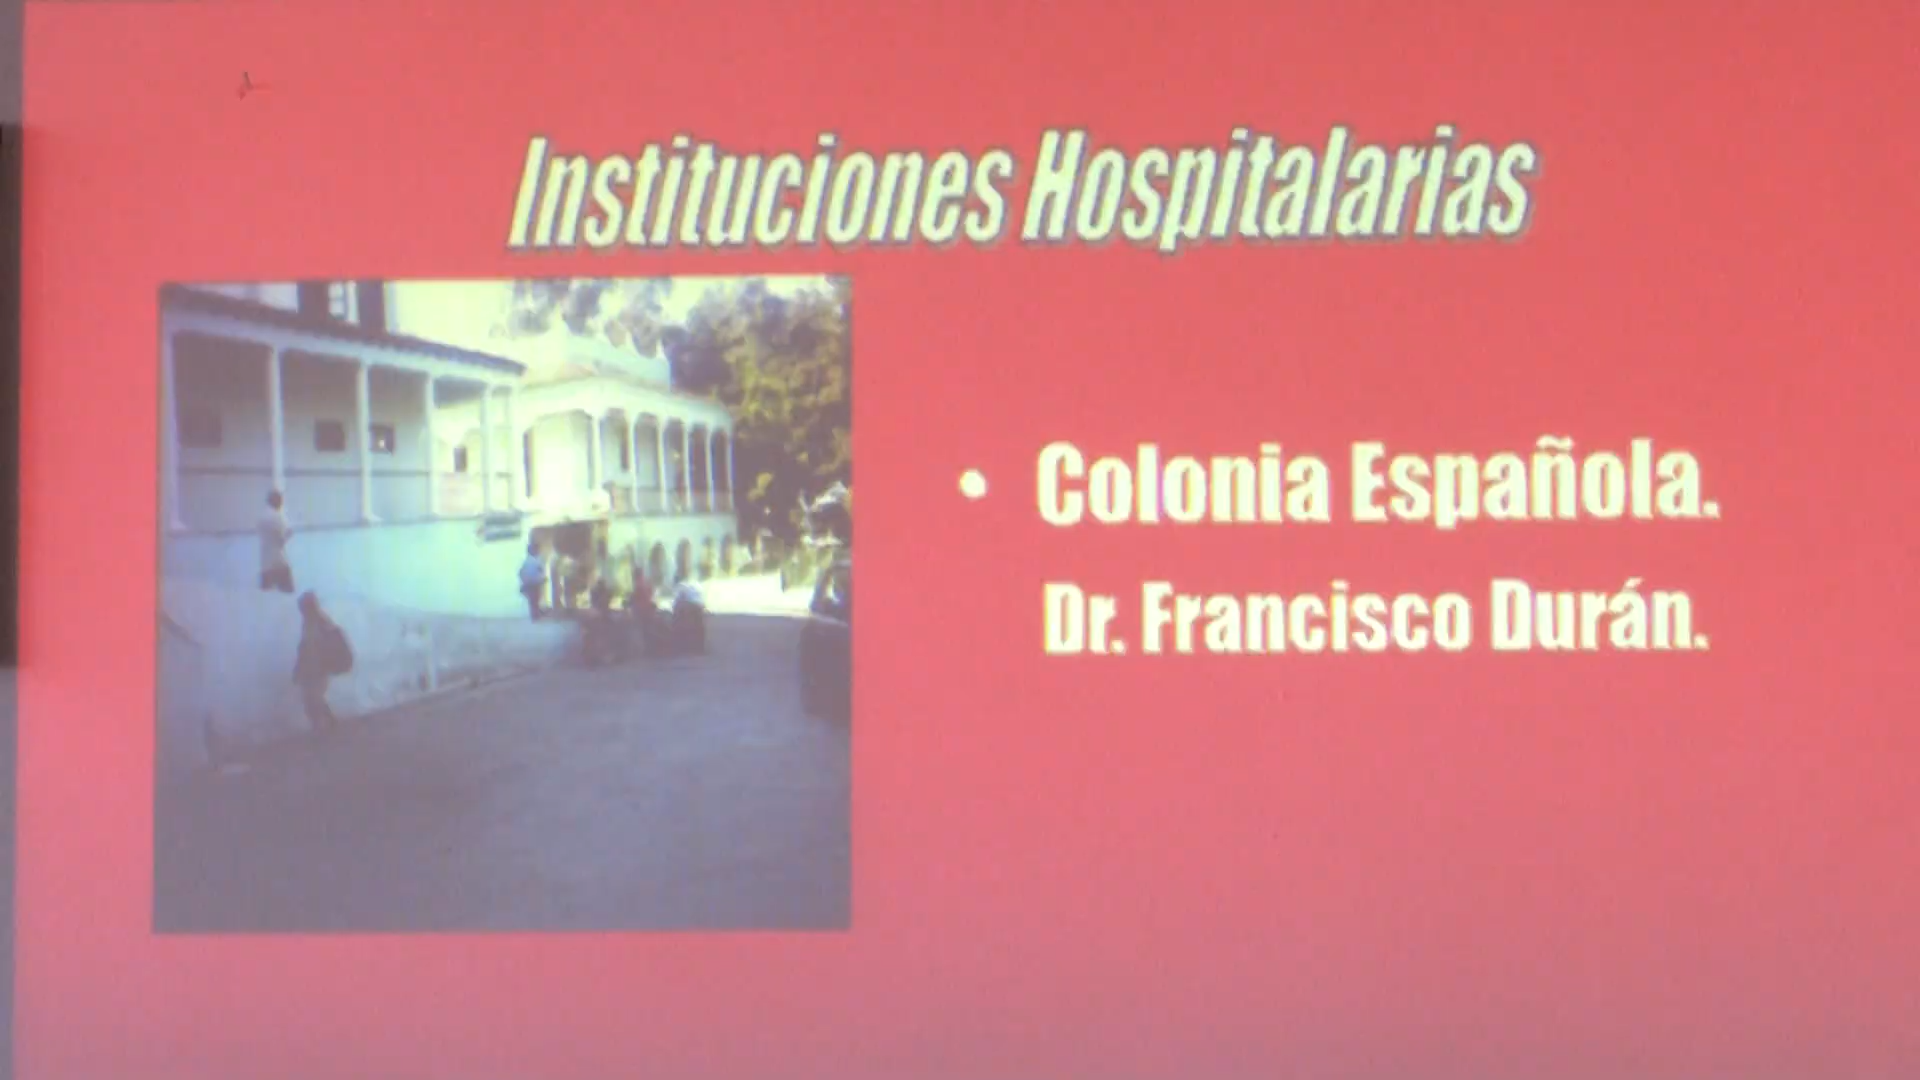 Instituciones Hospitalarias
• Colonia Española.
Dr. Francisco Durán.